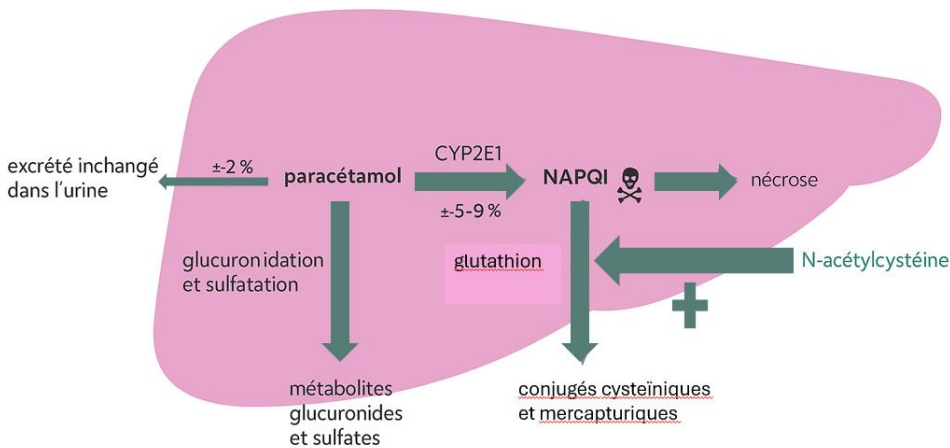 excrété inchangé
dans l'urine
±-2 %
paracétamol
CYP2E1
±-5-9 %
NAPQI
nécrose
glucuronidation
et sulfatation
glutathion
N-acétylcystéine
métabolites
glucuronides
et sulfates
conjugués cysteïniques
et mercapturiques